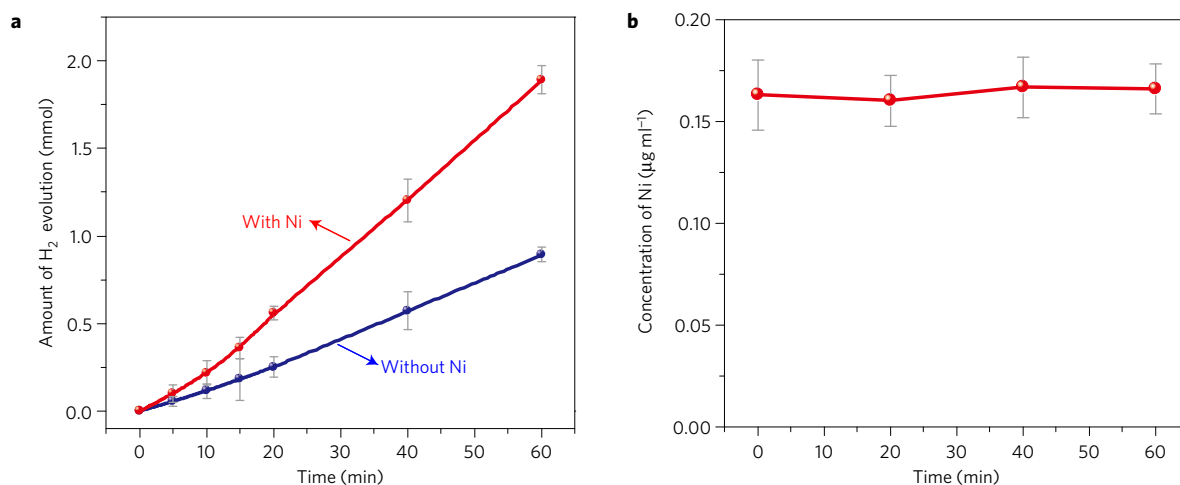 a
Amount of H₂ evolution (mmol)
2.0
1.5
1.0
0.5
0.0
With Ni
Without Ni
0 10 20 30 40 50 60
Time (min)
b
Concentration of Ni (μg ml⁻¹)
0.20
0.15
0.10
0.05
0.00
0 10 20 30 40 50 60
Time (min)